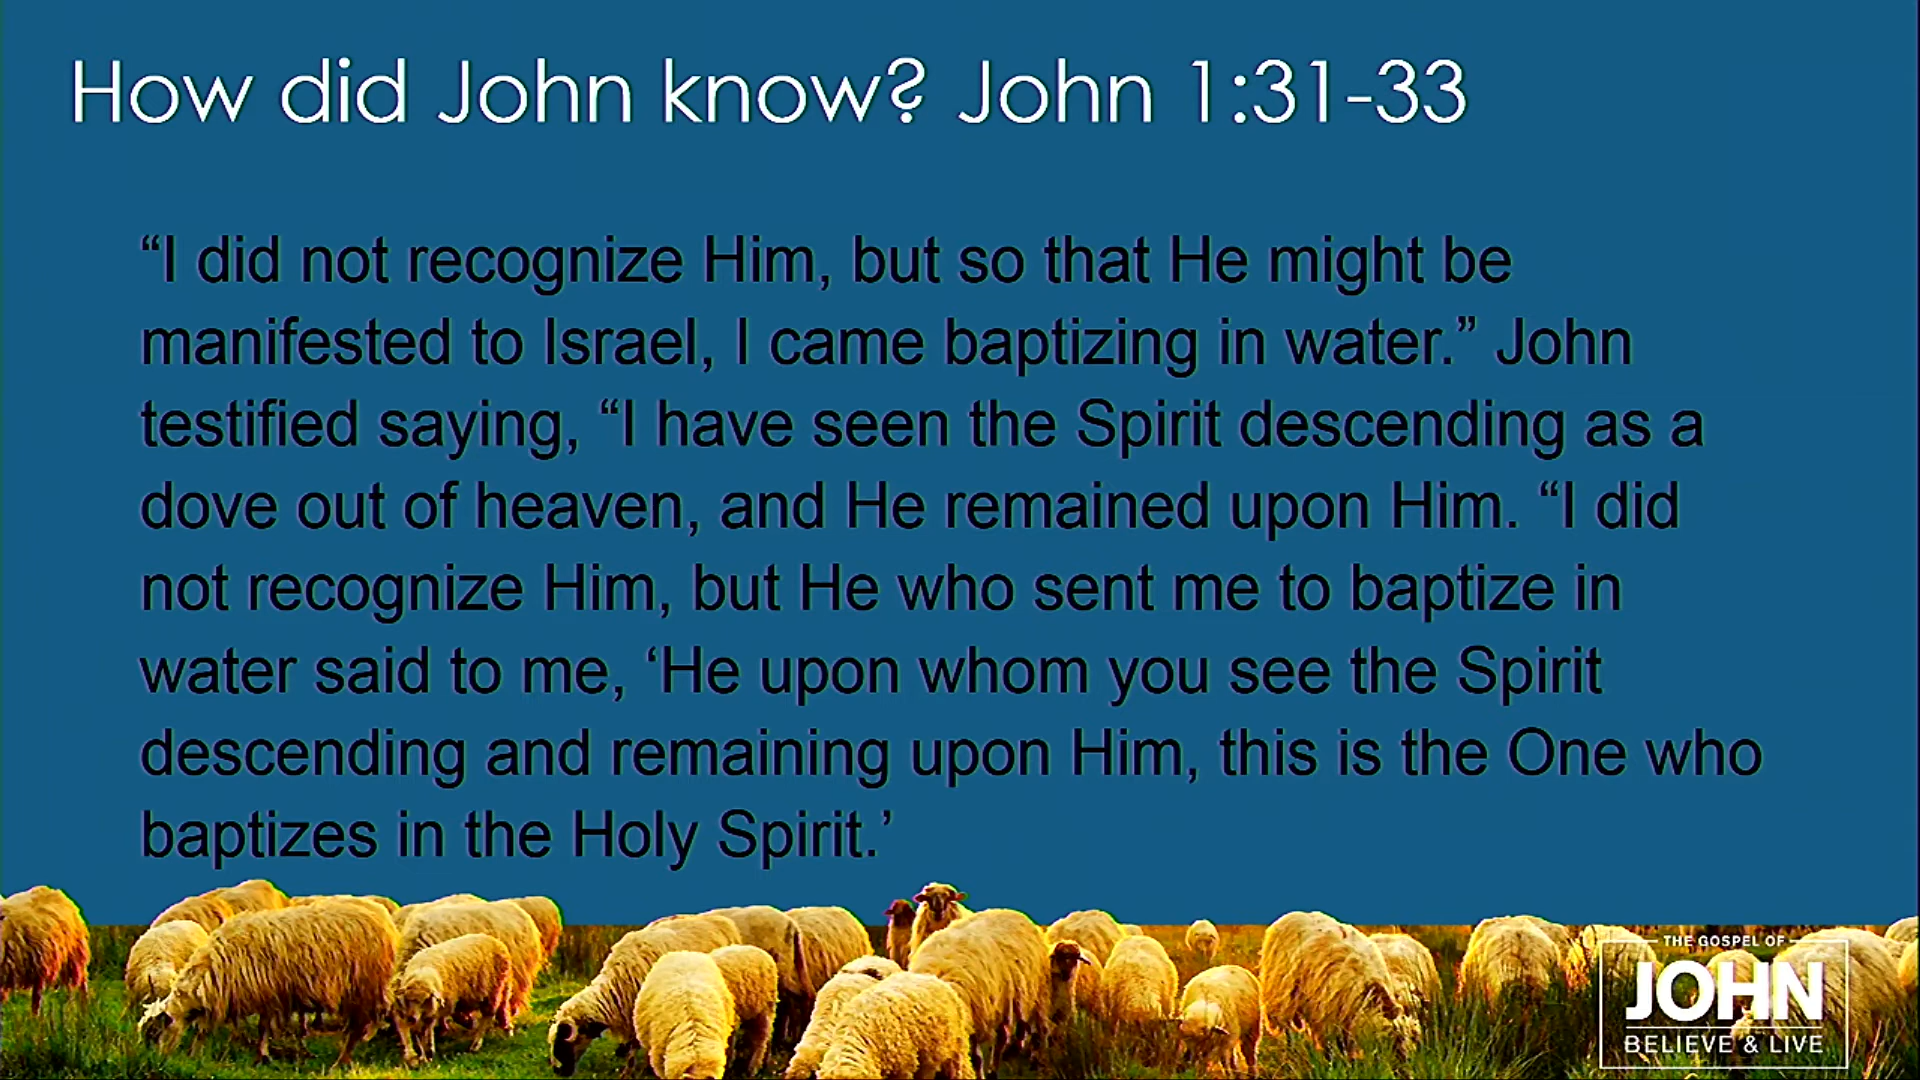 How did John know? John 1:31-33
“I did not recognize Him, but so that He might be
manifested to Israel, I came baptizing in water.” John
testified saying, “I have seen the Spirit descending as a
dove out of heaven, and He remained upon Him. “I did
not recognize Him, but He who sent me to baptize in
water said to me, ‘He upon whom you see the Spirit
descending and remaining upon Him, this is the One who
baptizes in the Holy Spirit.’
THE GOSPEL OF
JOHN
BELIEVE & LIVE